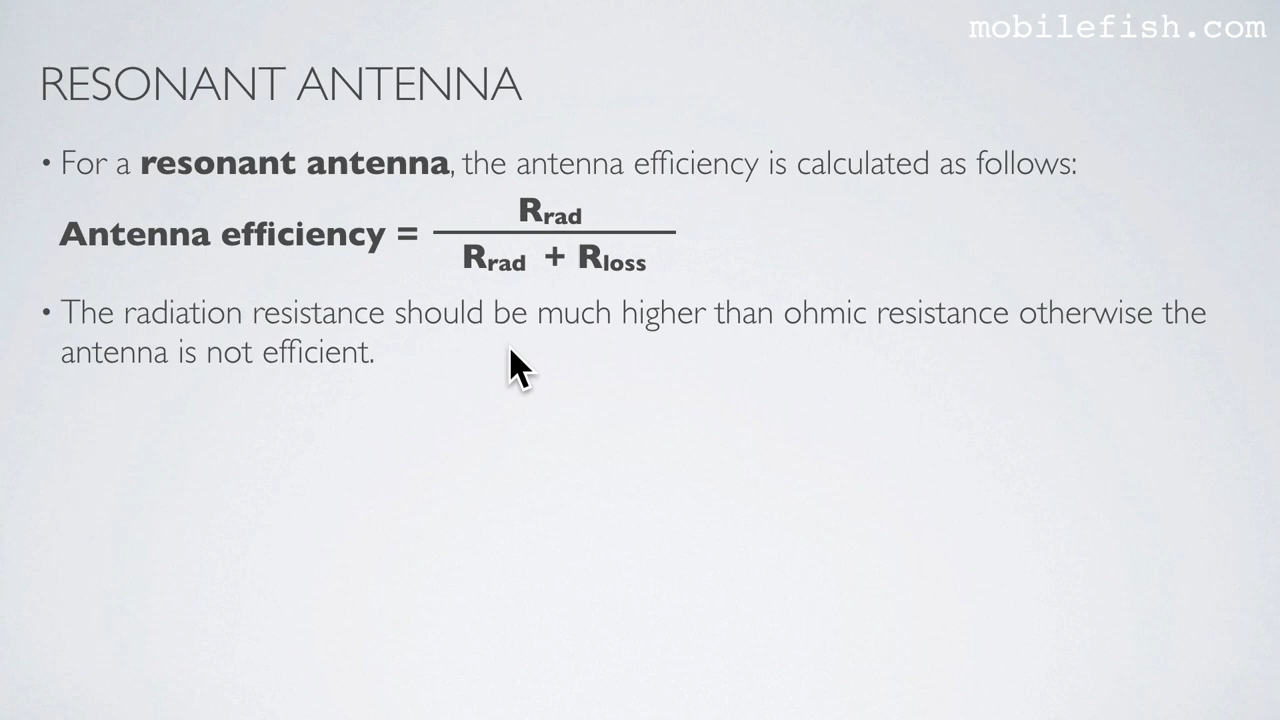 mobilefish.com
RESONANT ANTENNA
• For a resonant antenna, the antenna efficiency is calculated as follows:
Rrad
Antenna efficiency =
Rrad + Rloss
• The radiation resistance should be much higher than ohmic resistance otherwise the
antenna is not efficient.